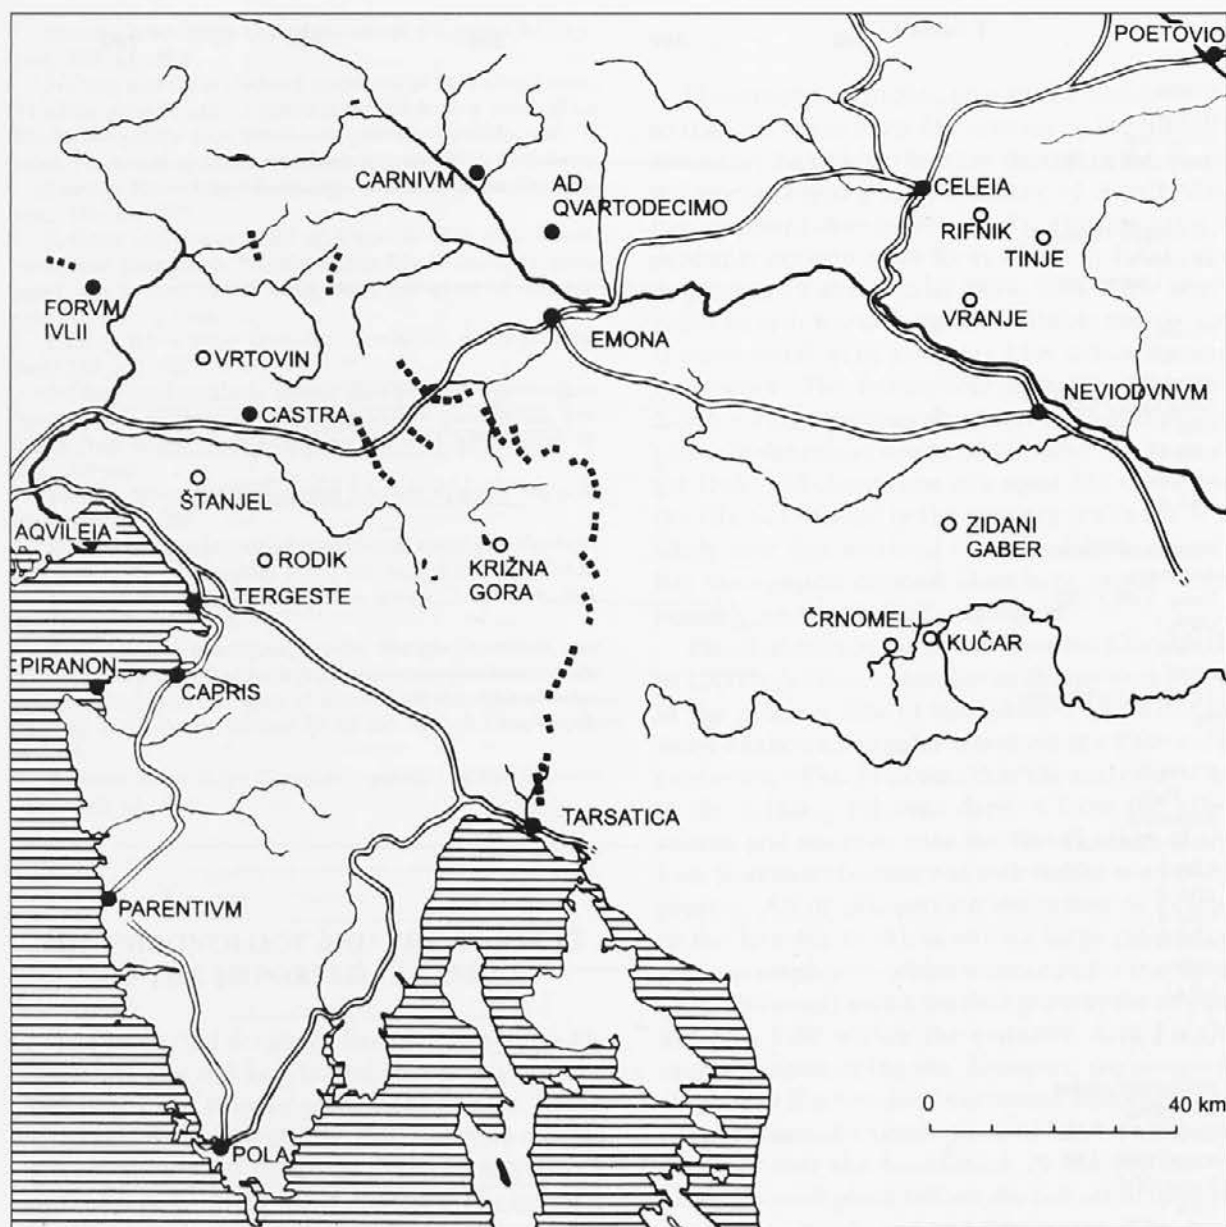 POETOVIO
CARNIVM
AD
QVARTODECIMO
CELEIA
RIFNIK
TINJE
FORVM
IVLII
VRTOVIN
EMONA
VRANJE
CASTRA
NEVIODVNVM
ŠTANJEL
AQVILEIA
RODIK
KRIŽNA
GORA
ZIDANI
GABER
TERGESTE
ČRNOMELJ
KUČAR
PIRANON
CAPRIS
TARSATICA
PARENTIVM
POLA
0
40 km